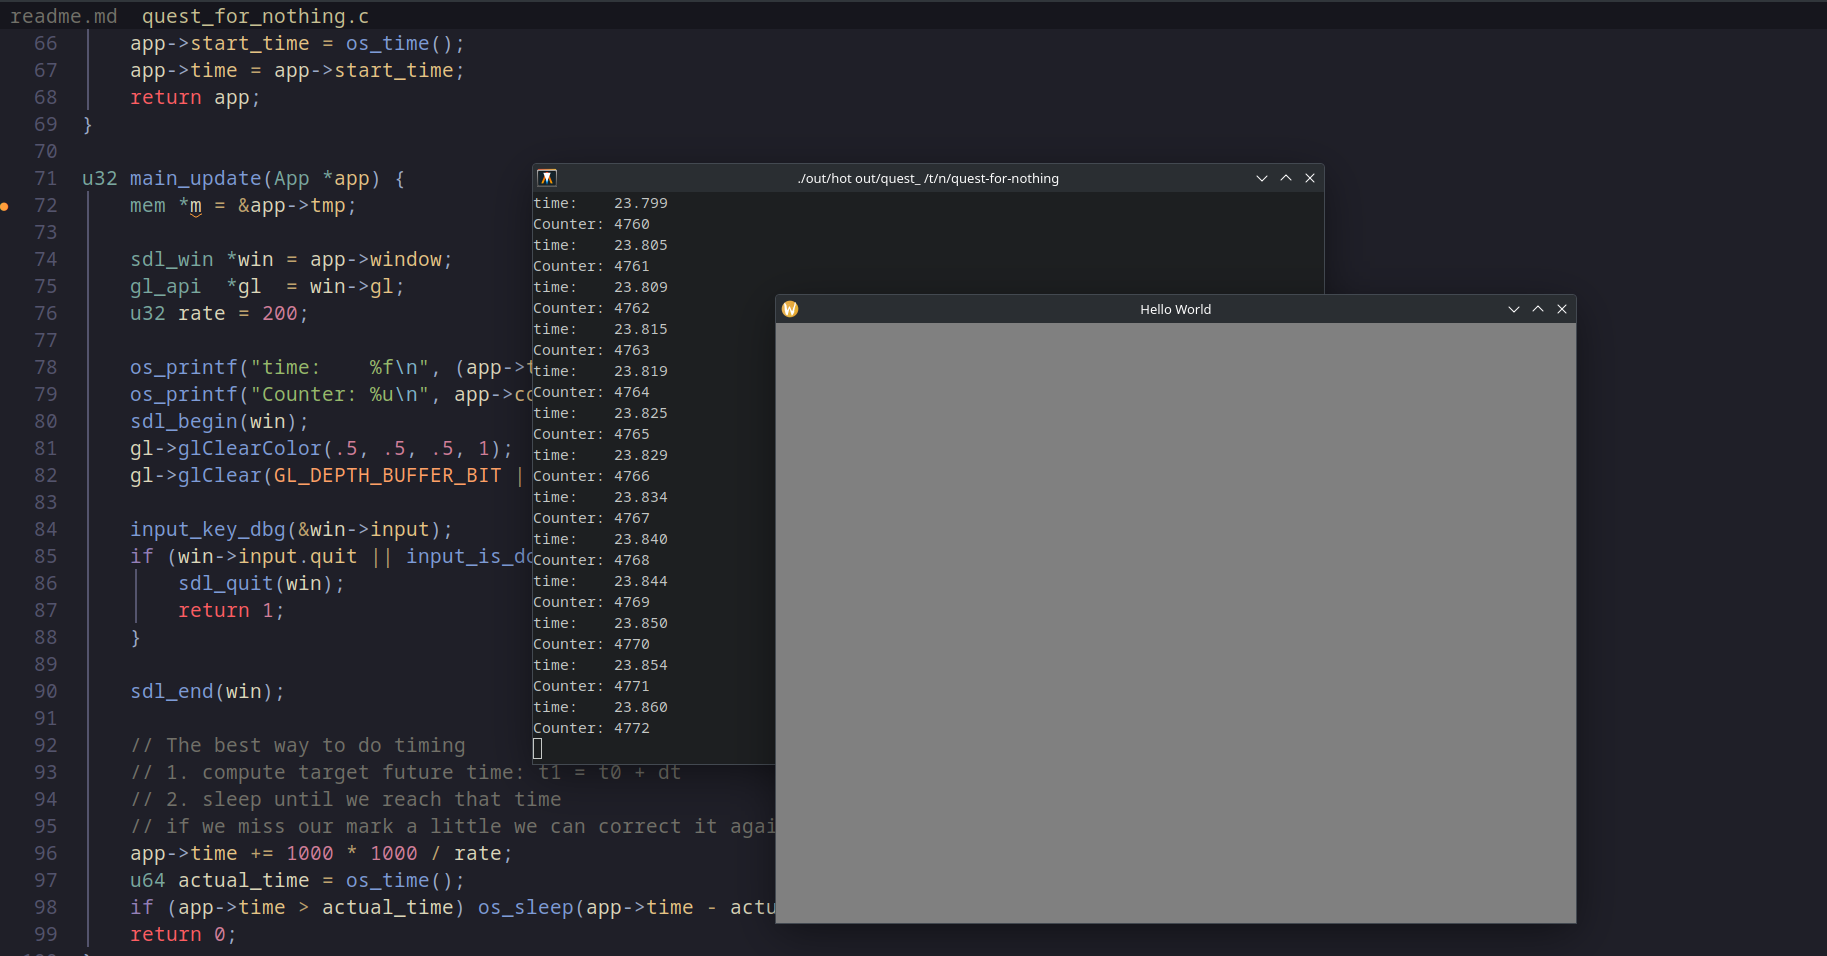 readme.md  quest_for_nothing.c
66 app->start_time = os_time();
67 app->time = app->start_time;
68 return app;
69 }
70
71 u32 main_update(App *app) {
72 mem *m = &app->tmp;
73
74 sdl_win *win = app->window;
75 gl_api  *gl  = win->gl;
76 u32 rate = 200;
77
78 os_printf("time:    %f\n", (app->t
79 os_printf("Counter: %u\n", app->co
80 sdl_begin(win);
81 gl->glClearColor(.5, .5, .5, 1);
82 gl->glClear(GL_DEPTH_BUFFER_BIT |
83
84 input_key_dbg(&win->input);
85 if (win->input.quit || input_is_do
86 sdl_quit(win);
87 return 1;
88 }
89
90 sdl_end(win);
91
92 // The best way to do timing
93 // 1. compute target future time: t1 = t0 + dt
94 // 2. sleep until we reach that time
95 // if we miss our mark a little we can correct it agai
96 app->time += 1000 * 1000 / rate;
97 u64 actual_time = os_time();
98 if (app->time > actual_time) os_sleep(app->time - actu
99 return 0;
./out/hot out/quest_ /t/n/quest-for-nothing
time:    23.799
Counter: 4760
time:    23.805
Counter: 4761
time:    23.809
Counter: 4762
time:    23.815
Counter: 4763
time:    23.819
Counter: 4764
time:    23.825
Counter: 4765
time:    23.829
Counter: 4766
time:    23.834
Counter: 4767
time:    23.840
Counter: 4768
time:    23.844
Counter: 4769
time:    23.850
Counter: 4770
time:    23.854
Counter: 4771
time:    23.860
Counter: 4772
Hello World